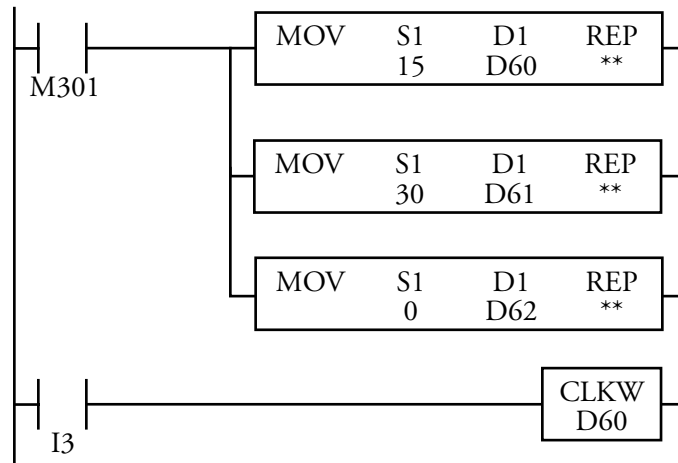 MOV S1 D1 REP
15 D60 **
M301
MOV S1 D1 REP
30 D61 **
MOV S1 D1 REP
0 D62 **
CLKW
D60
I3